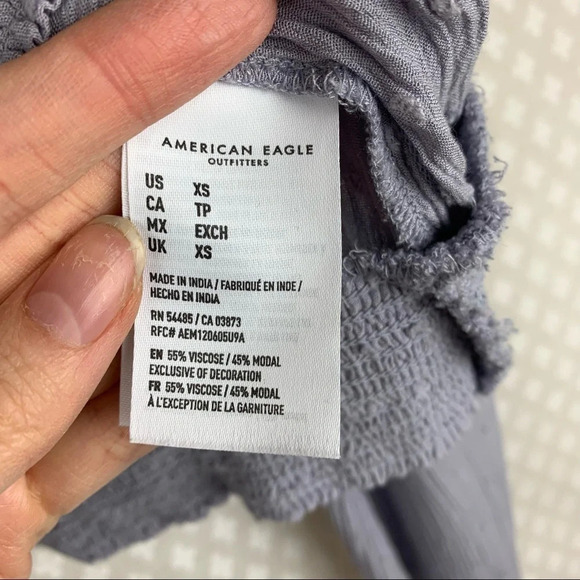 AMERICAN EAGLE
OUTFITTERS
US XS
CA TP
MX EXCH
UK XS
MADE IN INDIA / FABRIQUÉ EN INDE /
HECHO EN INDIA
RN 54485 / CA 03873
RFC# AEM120605U9A
EN 55% VISCOSE / 45% MODAL
EXCLUSIVE OF DECORATION
FR 55% VISCOSE / 45% MODAL
À L'EXCEPTION DE LA GARNITURE